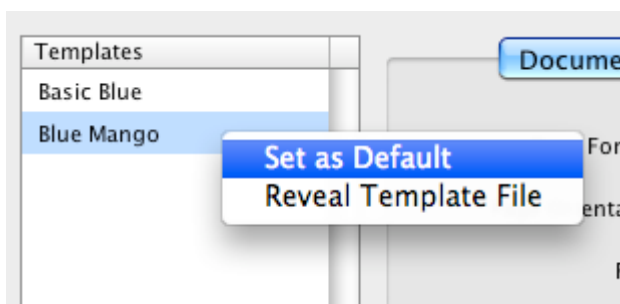 Templates
Basic Blue
Blue Mango
Set as Default
Reveal Template File